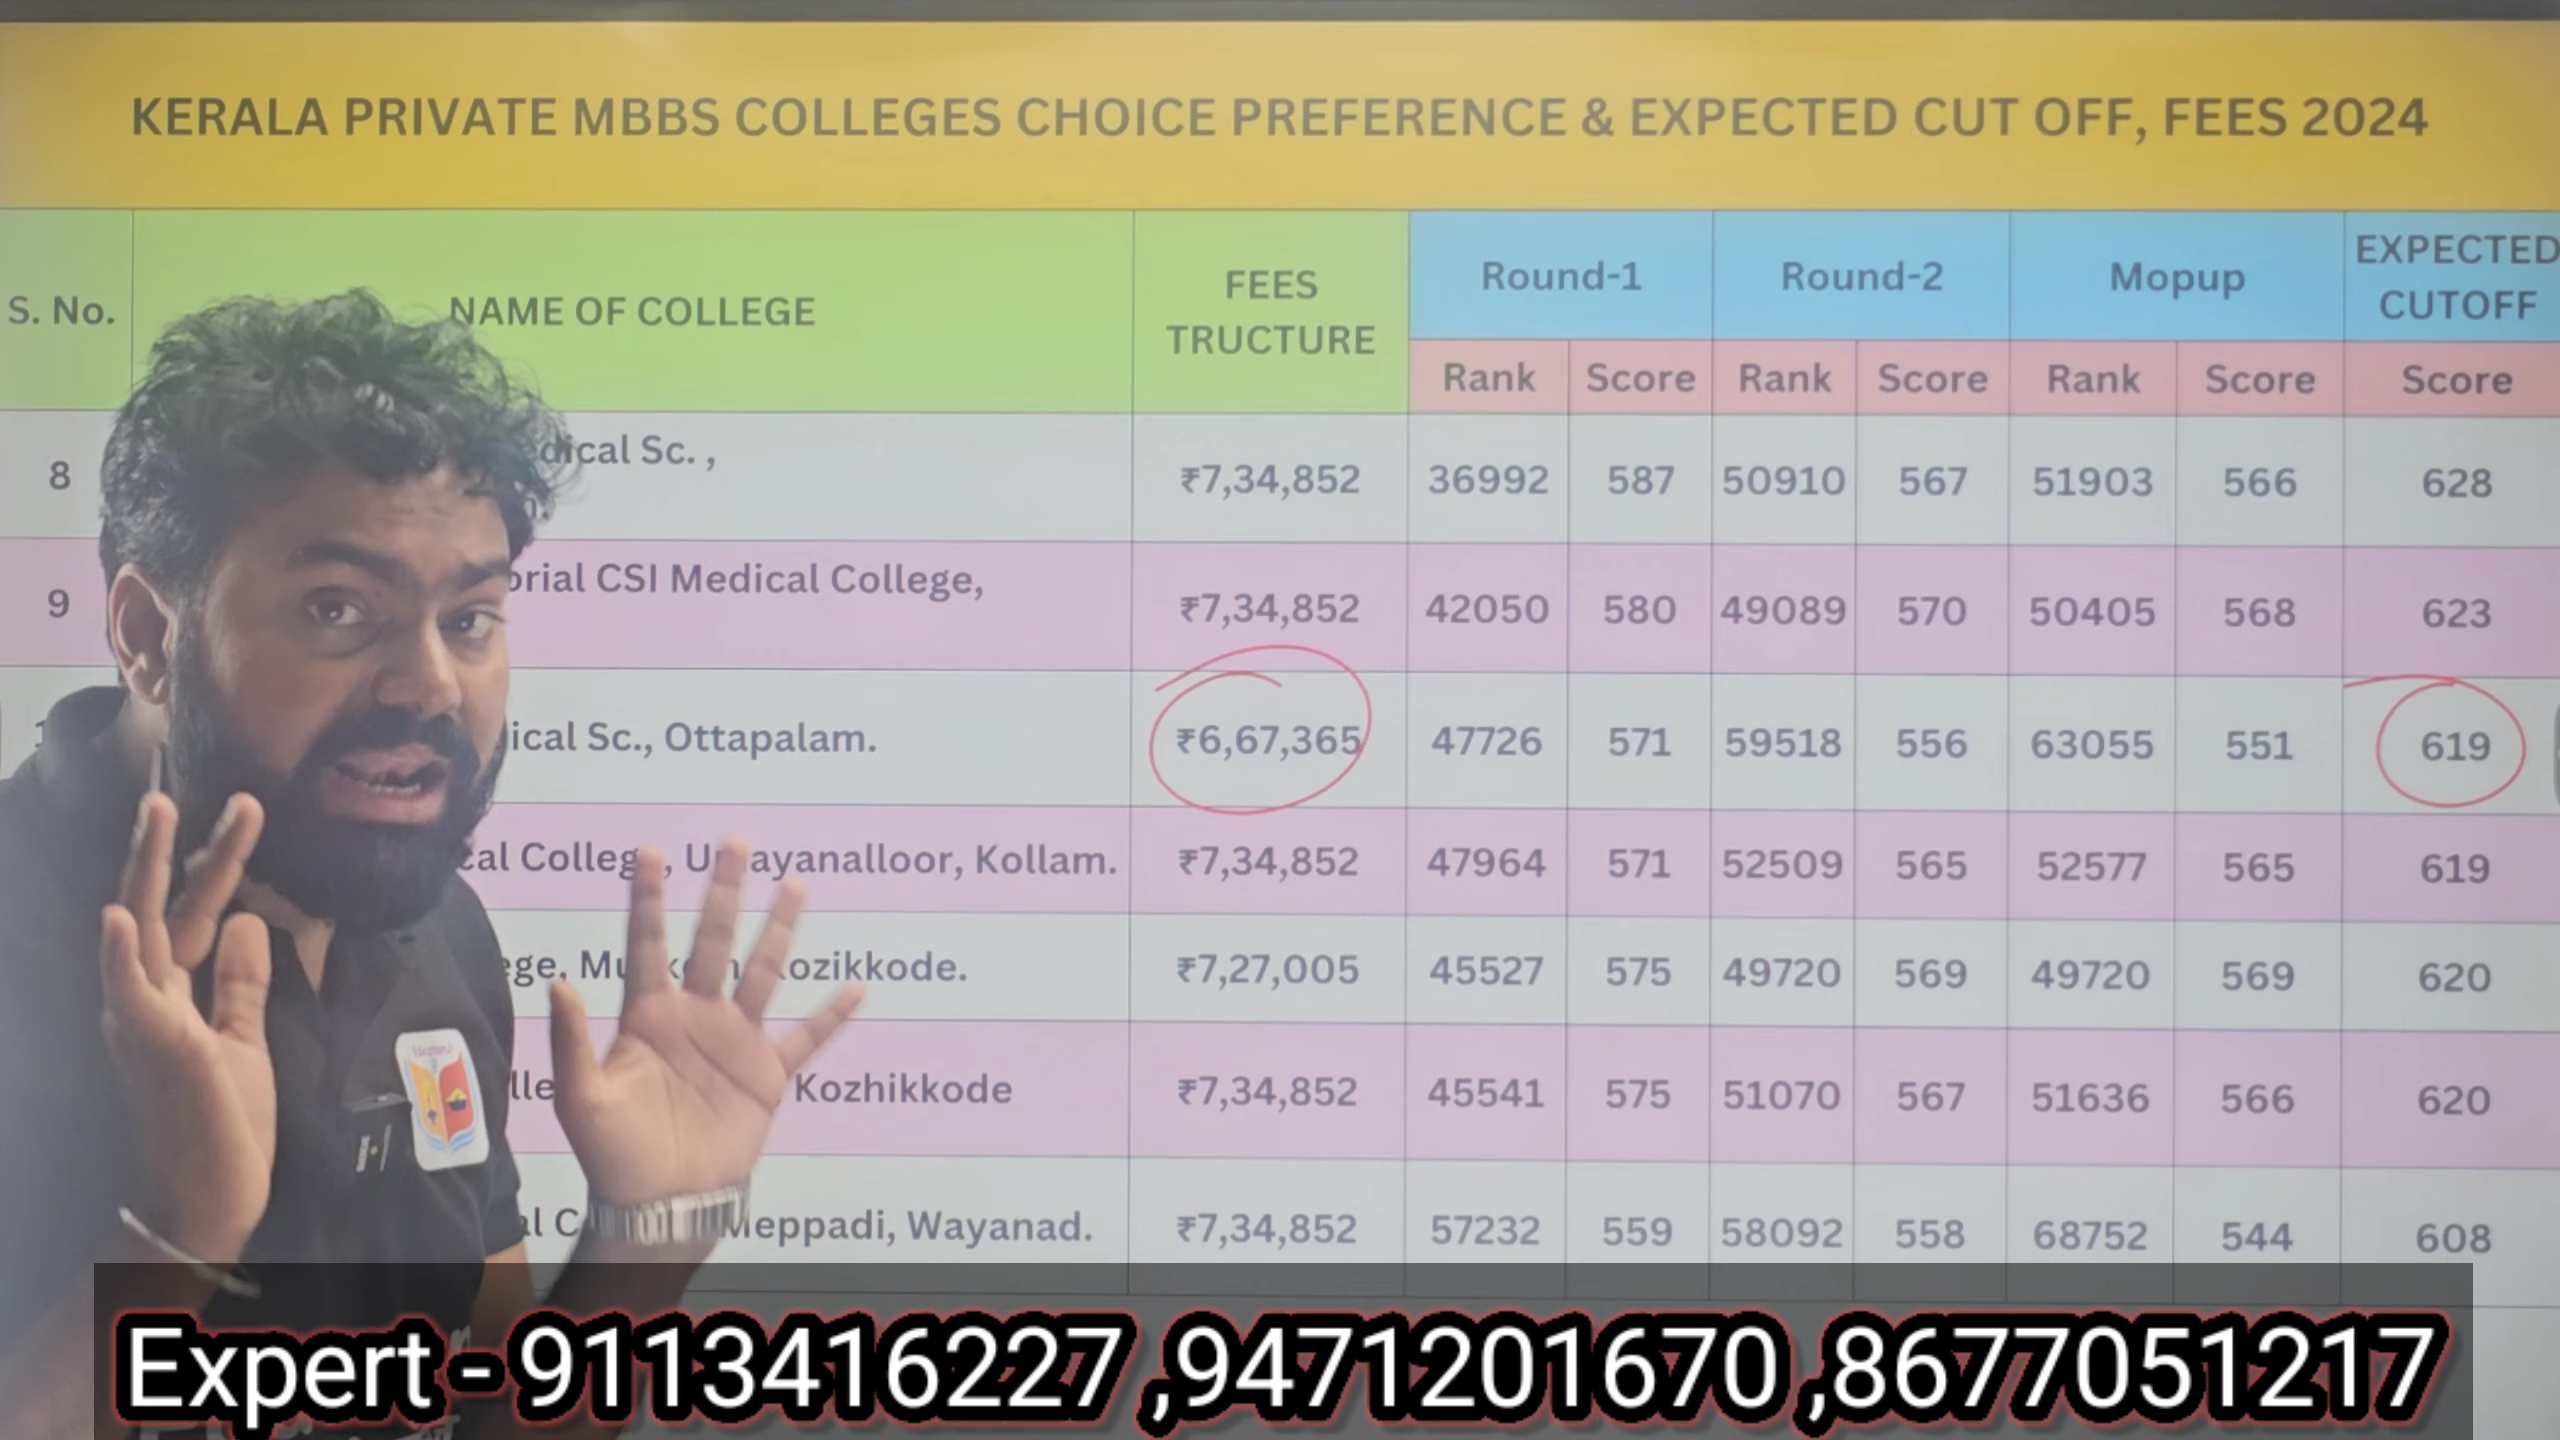 KERALA PRIVATE MBBS COLLEGES CHOICE PREFERENCE & EXPECTED CUT OFF, FEES 2024
S. No. NAME OF COLLEGE FEES TRUCTURE Round-1 Round-2 Mopup EXPECTED CUTOFF
Rank Score Rank Score Rank Score Score
8 Sc. , ₹7,34,852 36992 587 50910 567 51903 566 628
9 CSI Medical College, ₹7,34,852 42050 580 49089 570 50405 568 623
Sc., Ottapalam. ₹6,67,365 47726 571 59518 556 63055 551 619
Kollam. ₹7,34,852 47964 571 52509 565 52577 565 619
₹7,27,005 45527 575 49720 569 49720 569 620
Kozhikkode ₹7,34,852 45541 575 51070 567 51636 566 620
Meppadi, Wayanad. ₹7,34,852 57232 559 58092 558 68752 544 608
Expert - 9113416227 ,9471201670 ,8677051217